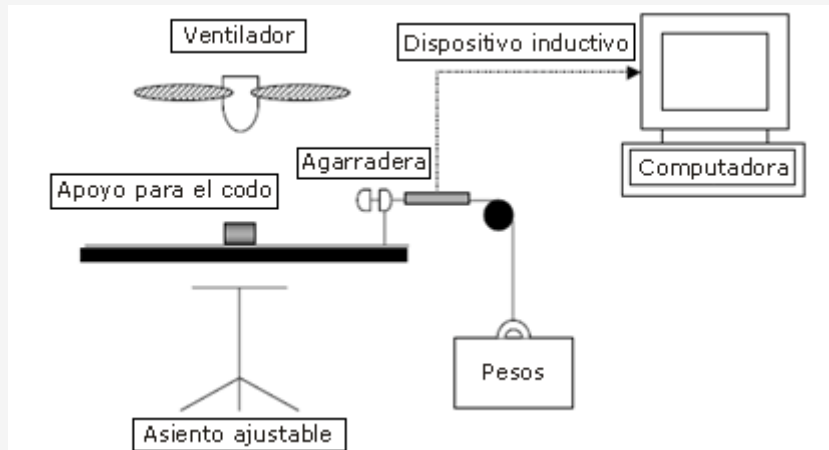 Ventilador
Dispositivo inductivo
Agarradera
Computadora
Apoyo para el codo
Pesos
Asiento ajustable